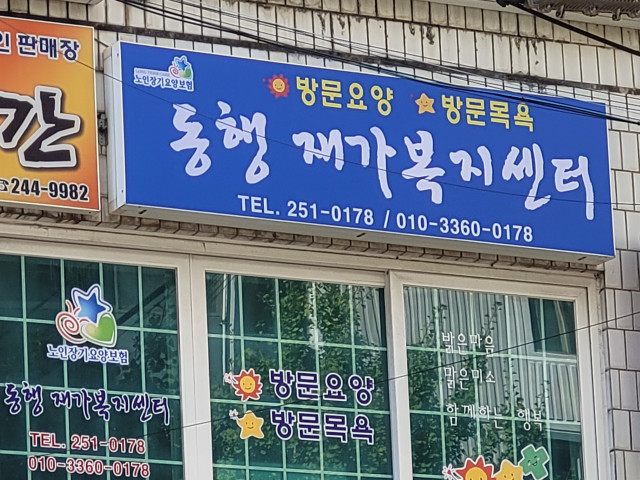 인 판매장
간
☎244-9982
노인장기요양보험
방문요양 방문목욕
동행 재가복지센터
TEL. 251-0178 / 010-3360-0178
노인장기요양보험
동행 재가복지센터
TEL. 251-0178
010-3360-0178
방문요양
방문목욕
밝은마음
맑은미소
함께하는 행복